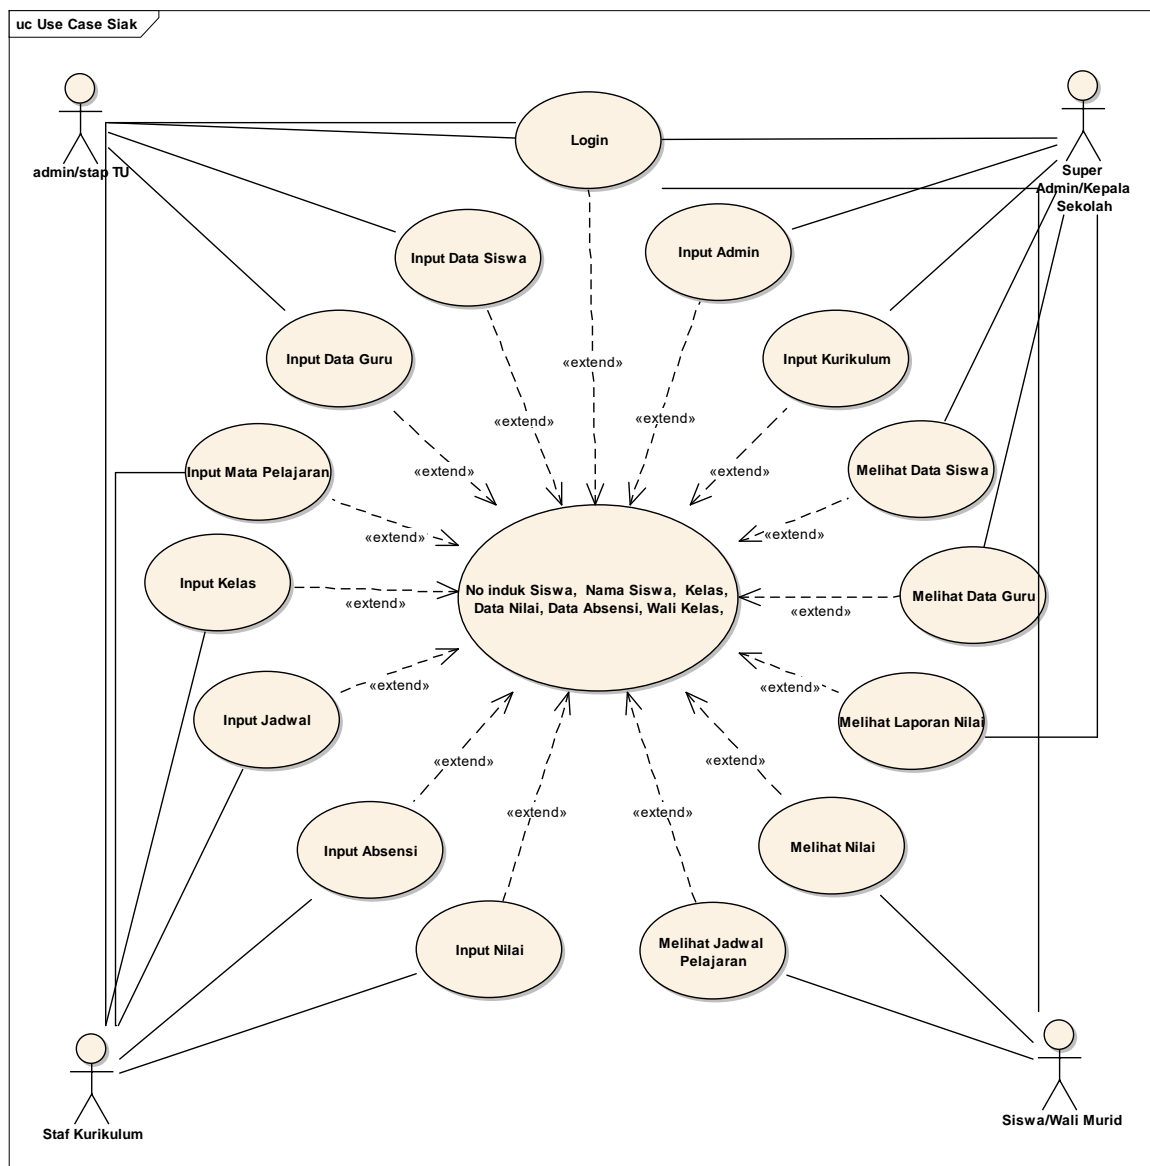 uc Use Case Siak
admin/stap TU
Login
Super
Admin/Kepala
Sekolah
Input Data Siswa
Input Admin
Input Data Guru
Input Kurikulum
«extend»
«extend»
«extend»
Input Mata Pelajaran
«extend»
«extend»
Melihat Data Siswa
«extend»
«extend»
Input Kelas
No induk Siswa, Nama Siswa, Kelas,
Data Nilai, Data Absensi, Wali Kelas,
Melihat Data Guru
«extend»
«extend»
Input Jadwal
«extend»
«extend»
Melihat Laporan Nilai
«extend»
«extend»
«extend»
«extend»
Input Absensi
Melihat Nilai
Input Nilai
Melihat Jadwal
Pelajaran
Staf Kurikulum
Siswa/Wali Murid